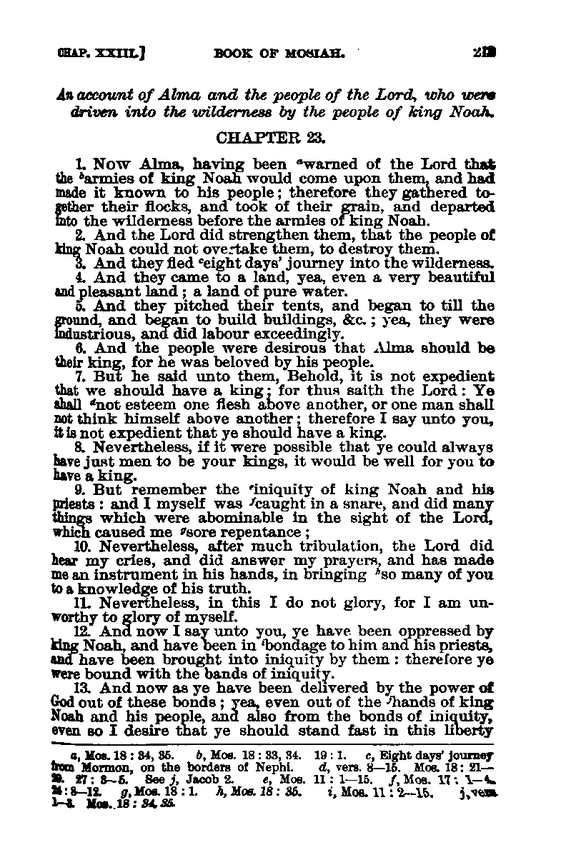 CHAP. XXIII.] BOOK OF MOSIAH.
An account of Alma and the people of the Lord, who were
driven into the wilderness by the people of king Noah.
CHAPTER 23.
1. Now Alma, having been ᵃwarned of the Lord that
the ᵇarmies of king Noah would come upon them, and had
made it known to his people; therefore they gathered to-
gether their flocks, and took of their grain, and departed
into the wilderness before the armies of king Noah.
2. And the Lord did strengthen them, that the people of
king Noah could not overtake them, to destroy them.
3. And they fled ᶜeight days' journey into the wilderness.
4. And they came to a land, yea, even a very beautiful
and pleasant land; a land of pure water.
5. And they pitched their tents, and began to till the
ground, and began to build buildings, &c.; yea, they were
industrious, and did labour exceedingly.
6. And the people were desirous that Alma should be
their king, for he was beloved by his people.
7. But he said unto them, Behold, it is not expedient
that we should have a king; for thus saith the Lord: Ye
shall ᵈnot esteem one flesh above another, or one man shall
not think himself above another; therefore I say unto you,
it is not expedient that ye should have a king.
8. Nevertheless, if it were possible that ye could always
have just men to be your kings, it would be well for you to
have a king.
9. But remember the ᵉiniquity of king Noah and his
priests: and I myself was ᶠcaught in a snare, and did many
things which were abominable in the sight of the Lord,
which caused me ᵍsore repentance;
10. Nevertheless, after much tribulation, the Lord did
hear my cries, and did answer my prayers, and has made
me an instrument in his hands, in bringing ʰso many of you
to a knowledge of his truth.
11. Nevertheless, in this I do not glory, for I am un-
worthy to glory of myself.
12. And now I say unto you, ye have been oppressed by
king Noah, and have been in ⁱbondage to him and his priests,
and have been brought into iniquity by them: therefore ye
were bound with the bands of iniquity.
13. And now as ye have been delivered by the power of
God out of these bonds; yea, even out of the ʲhands of king
Noah and his people, and also from the bonds of iniquity,
even so I desire that ye should stand fast in this liberty
a, Mos. 18: 34, 35. b, Mos. 18: 33, 34. 19: 1. c, Eight days' journey
from Mormon, on the borders of Nephi. d, vers. 8—15. Mos. 18: 21—
27: 3—5. See j, Jacob 2. e, Mos. 11: 1—15. f, Mos. 17: 1—4.
24: 8—12. g, Mos. 18: 1. h, Mos. 18: 35. i, Mos. 11: 2—15. j, vers.
1—3. Mos. 18: 34, 35.